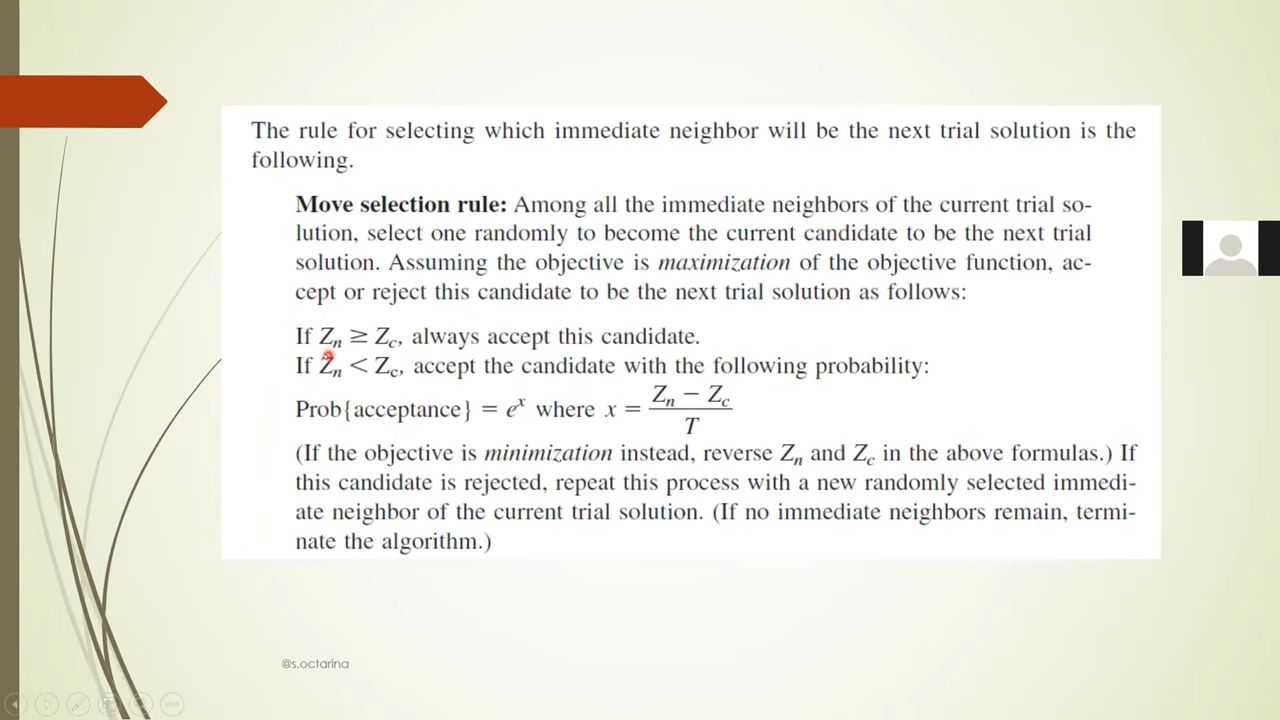 The rule for selecting which immediate neighbor will be the next trial solution is the
following.
Move selection rule: Among all the immediate neighbors of the current trial so-
lution, select one randomly to become the current candidate to be the next trial
solution. Assuming the objective is maximization of the objective function, ac-
cept or reject this candidate to be the next trial solution as follows:
If Zn ≥ Zc, always accept this candidate.
If Zn < Zc, accept the candidate with the following probability:
Prob{acceptance} = e^x where x = (Zn − Zc)/T
(If the objective is minimization instead, reverse Zn and Zc in the above formulas.) If
this candidate is rejected, repeat this process with a new randomly selected immedi-
ate neighbor of the current trial solution. (If no immediate neighbors remain, termi-
nate the algorithm.)
@s.octarina